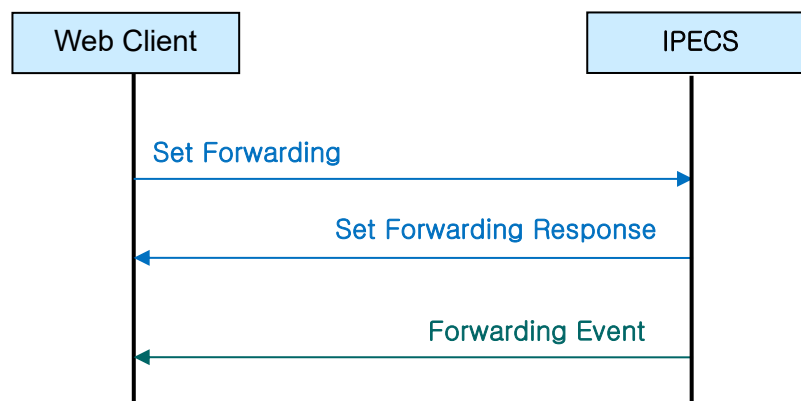 Web Client
IPECS
Set Forwarding
Set Forwarding Response
Forwarding Event